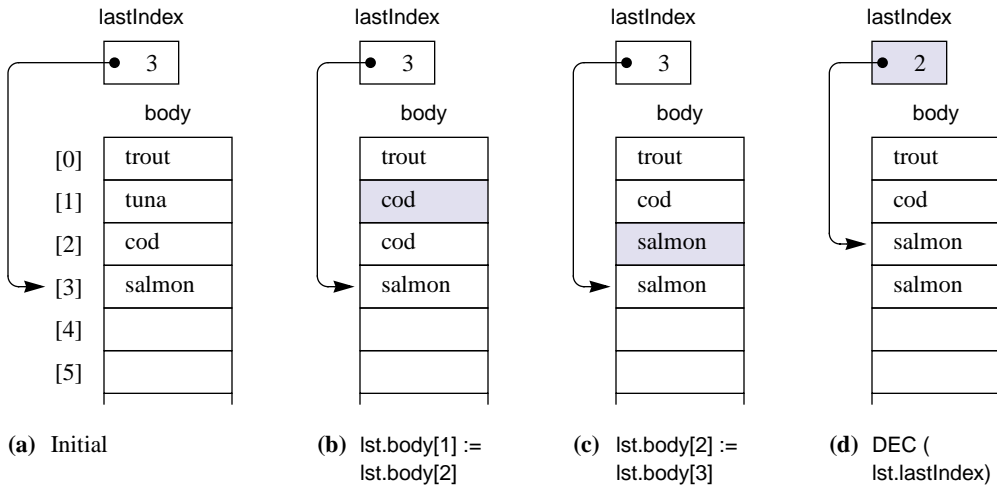 lastIndex lastIndex lastIndex lastIndex
3 3 3 2
body body body body
[0] trout trout trout trout
[1] tuna cod cod cod
[2] cod cod salmon salmon
[3] salmon salmon salmon salmon
[4]
[5]
(a) Initial (b) lst.body[1] := (c) lst.body[2] := (d) DEC (
lst.body[2] lst.body[3] lst.lastIndex)